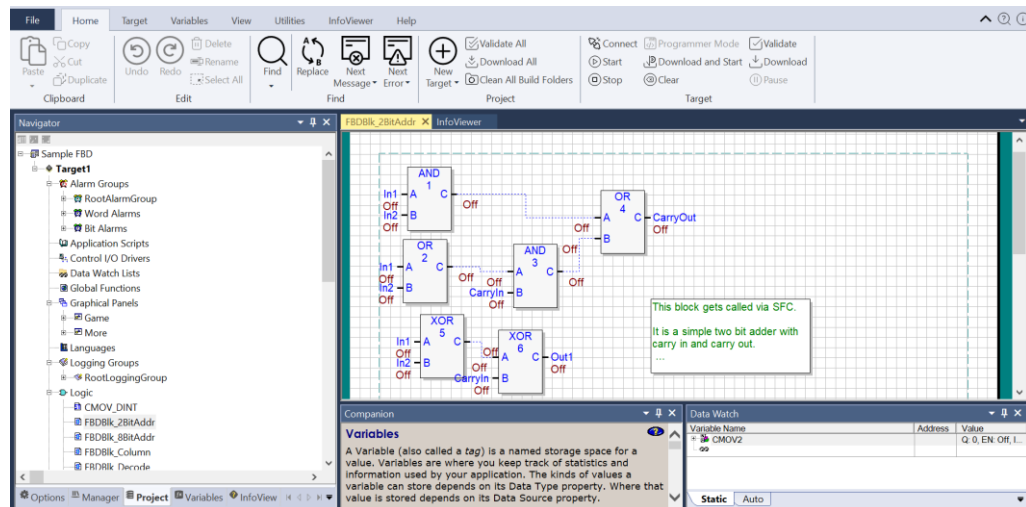 File Home Target Variables View Utilities InfoViewer Help
Paste Copy Cut Duplicate
Clipboard
Undo Redo Delete Rename Select All
Edit
Find Replace Next Message Next Error
Find
New Target Validate All Download All Clean All Build Folders
Project
Connect Programmer Mode Validate
Start Download and Start Download
Stop Clear Pause
Target
Navigator
Sample FBD
Target1
Alarm Groups
RootAlarmGroup
Word Alarms
Bit Alarms
Application Scripts
Control I/O Drivers
Data Watch Lists
Global Functions
Graphical Panels
Game
More
Languages
Logging Groups
RootLoggingGroup
Logic
CMOV_DINT
FBDBlk_2BitAddr
FBDBlk_8BitAddr
FBDBlk_Column
FBDBlk_Decode
Options Manager Project Variables InfoView
FBDBlk_2BitAddr InfoViewer
AND
1
In1 A C
Off Off
In2 B
Off
OR
4
A C CarryOut
Off Off
B
Off
OR
2
In1 A C
Off Off
In2 B
Off
AND
3
Off A C
CarryIn B Off
Off
XOR
5
In1 A C
Off
In2 B
Off
XOR
6
Off A C Out1
Off
CarryIn B
Off
This block gets called via SFC.
It is a simple two bit adder with
carry in and carry out.
...
Companion
Variables
A Variable (also called a tag) is a named storage space for a
value. Variables are where you keep track of statistics and
information used by your application. The kinds of values a
variable can store depends on its Data Type property. Where that
value is stored depends on its Data Source property.
Data Watch
Variable Name Address Value
CMOV2 Q: 0, EN: Off, I...
Static Auto